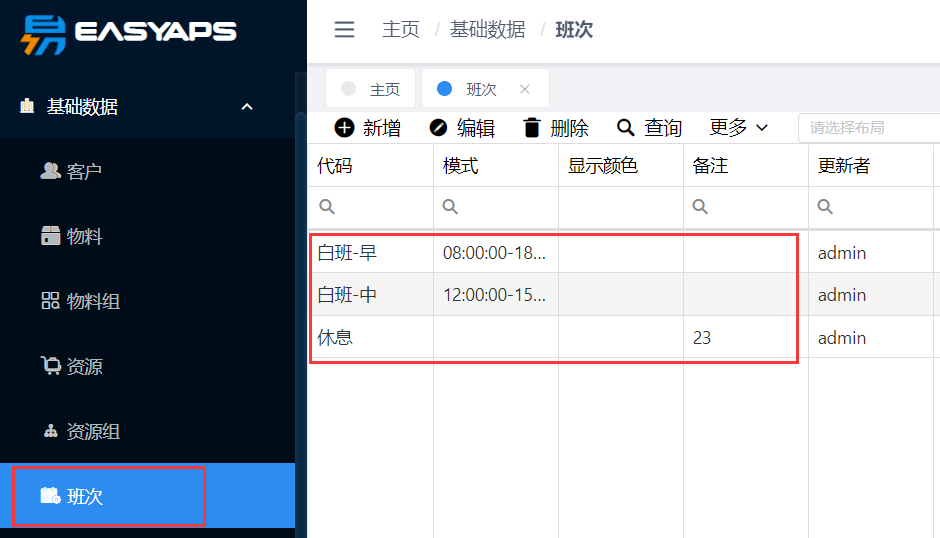 易 EASYAPS
主页 / 基础数据 / 班次
主页 班次 ×
基础数据
客户
物料
物料组
资源
资源组
班次
新增 编辑 删除 查询 更多 请选择布局
代码 模式 显示颜色 备注 更新者
白班-早 08:00:00-18... admin
白班-中 12:00:00-15... admin
休息 23 admin